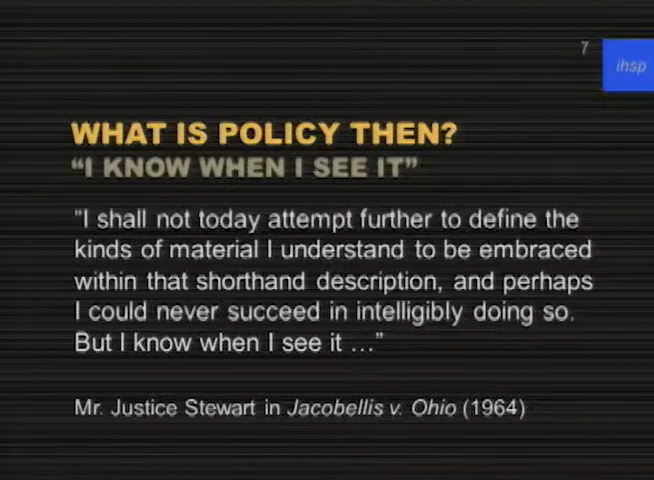 7
ihsp
WHAT IS POLICY THEN?
“I KNOW WHEN I SEE IT”
"I shall not today attempt further to define the
kinds of material I understand to be embraced
within that shorthand description, and perhaps
I could never succeed in intelligibly doing so.
But I know when I see it …”
Mr. Justice Stewart in Jacobellis v. Ohio (1964)